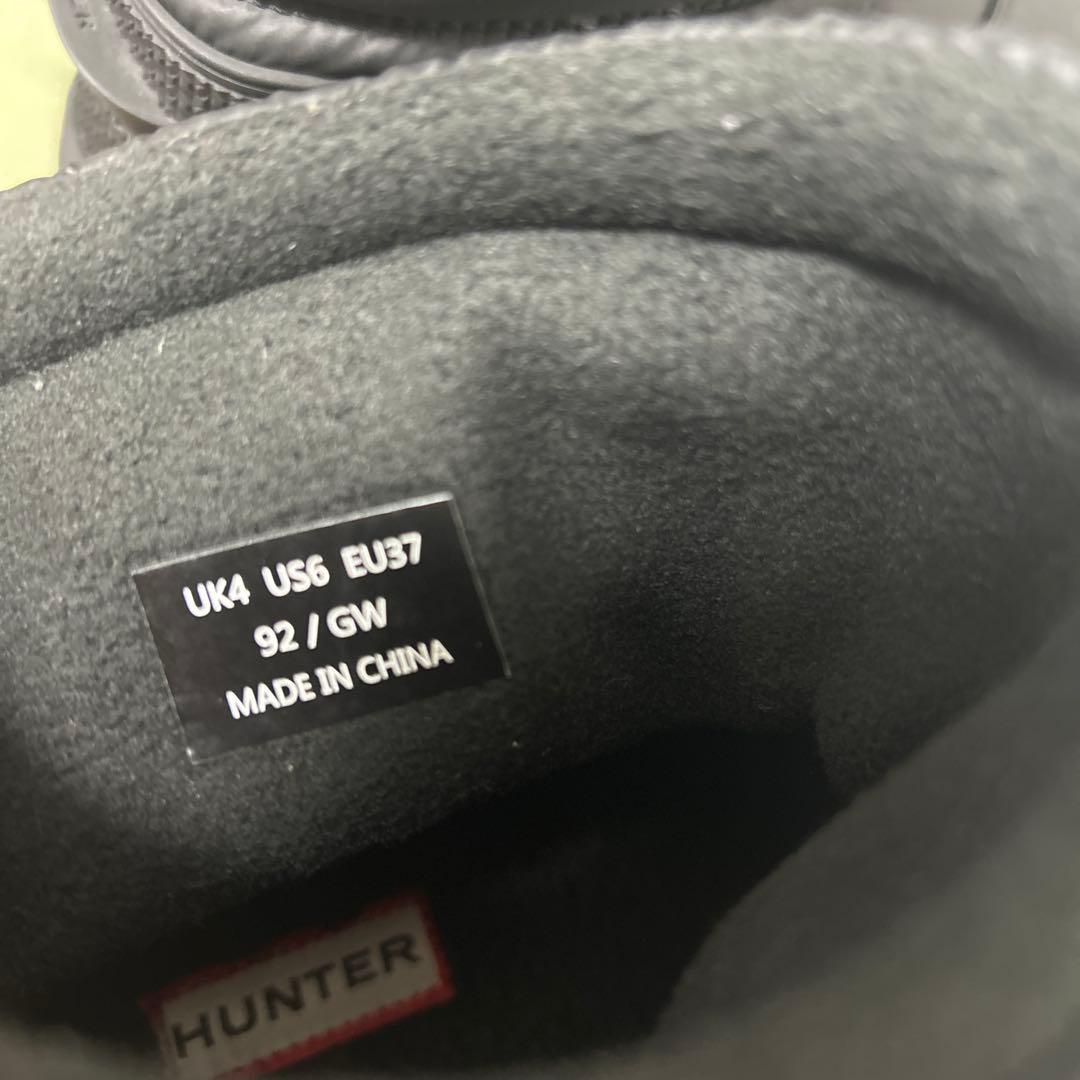 UK4 US6 EU37
92 / GW
MADE IN CHINA
HUNTER